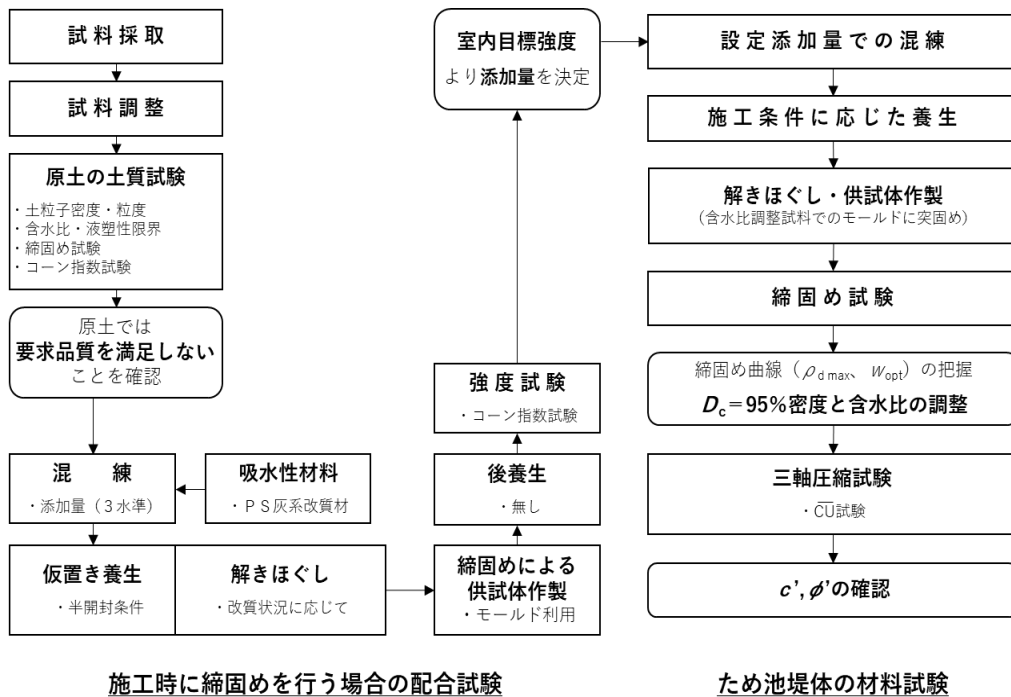 試料採取
試料調整
原土の土質試験
・土粒子密度・粒度
・含水比・液塑性限界
・締固め試験
・コーン指数試験
原土では
要求品質を満足しない
ことを確認
混　練
・添加量（３水準）
吸水性材料
・ＰＳ灰系改質材
仮置き養生
・半開封条件
解きほぐし
・改質状況に応じて
締固めによる
供試体作製
・モールド利用
後養生
・無し
強度試験
・コーン指数試験
室内目標強度
より添加量を決定
施工時に締固めを行う場合の配合試験
設定添加量での混練
施工条件に応じた養生
解きほぐし・供試体作製
（含水比調整試料でのモールドに突固め）
締固め試験
締固め曲線（ρd max、wopt）の把握
Dc＝95％密度と含水比の調整
三軸圧縮試験
・C̅U̅試験
c’, φ’の確認
ため池堤体の材料試験